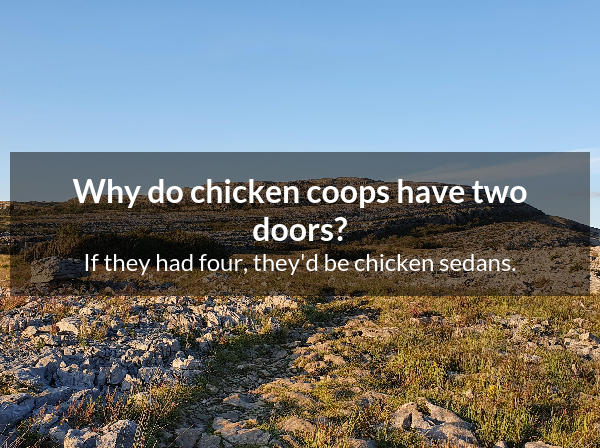 Why do chicken coops have two
doors?
If they had four, they'd be chicken sedans.